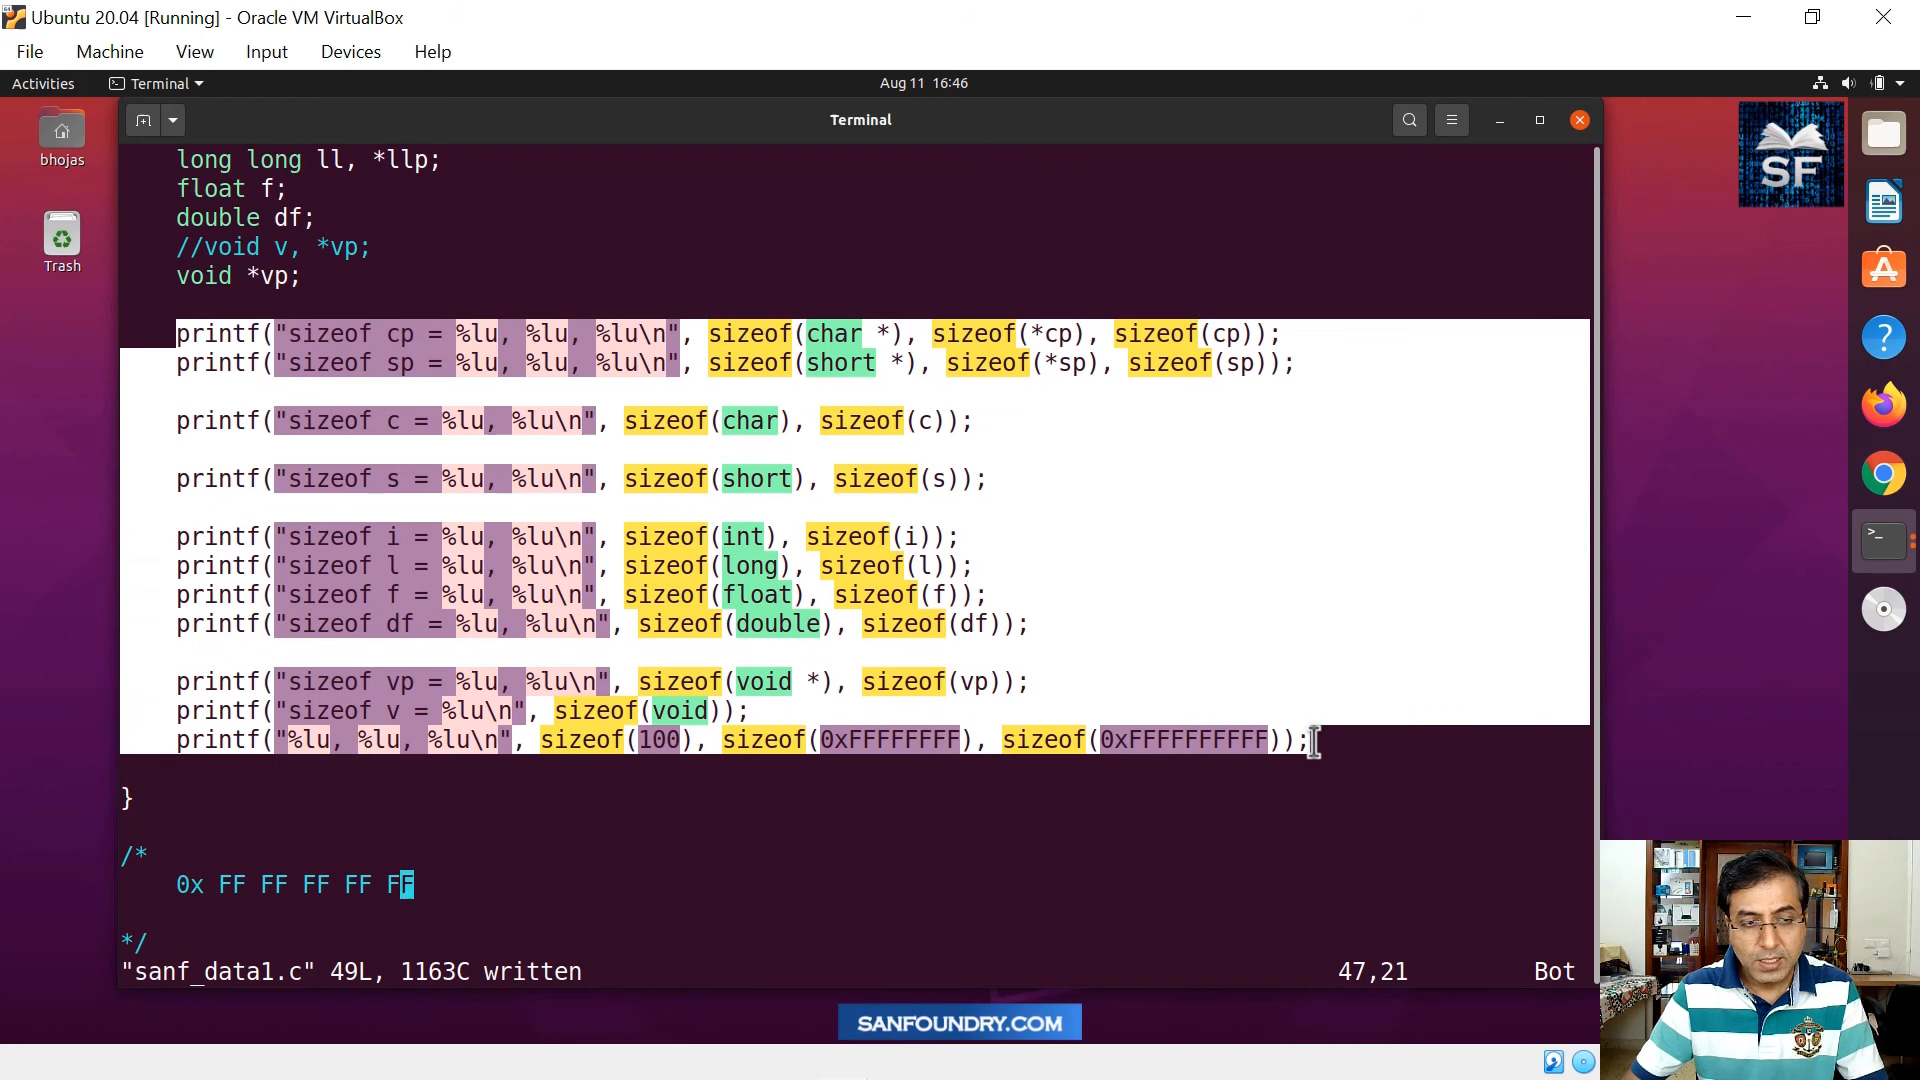 Ubuntu 20.04 [Running] - Oracle VM VirtualBox
File Machine View Input Devices Help
Activities Terminal Aug 11 16:46
Terminal
bhojas
Trash
SF
long long ll, *llp;
float f;
double df;
//void v, *vp;
void *vp;
printf("sizeof cp = %lu, %lu, %lu\n", sizeof(char *), sizeof(*cp), sizeof(cp));
printf("sizeof sp = %lu, %lu, %lu\n", sizeof(short *), sizeof(*sp), sizeof(sp));
printf("sizeof c = %lu, %lu\n", sizeof(char), sizeof(c));
printf("sizeof s = %lu, %lu\n", sizeof(short), sizeof(s));
printf("sizeof i = %lu, %lu\n", sizeof(int), sizeof(i));
printf("sizeof l = %lu, %lu\n", sizeof(long), sizeof(l));
printf("sizeof f = %lu, %lu\n", sizeof(float), sizeof(f));
printf("sizeof df = %lu, %lu\n", sizeof(double), sizeof(df));
printf("sizeof vp = %lu, %lu\n", sizeof(void *), sizeof(vp));
printf("sizeof v = %lu\n", sizeof(void));
printf("%lu, %lu, %lu\n", sizeof(100), sizeof(0xFFFFFFFF), sizeof(0xFFFFFFFFFF));
}
/*
0x FF FF FF FF FF
*/
"sanf_data1.c" 49L, 1163C written 47,21 Bot
SANFOUNDRY.COM